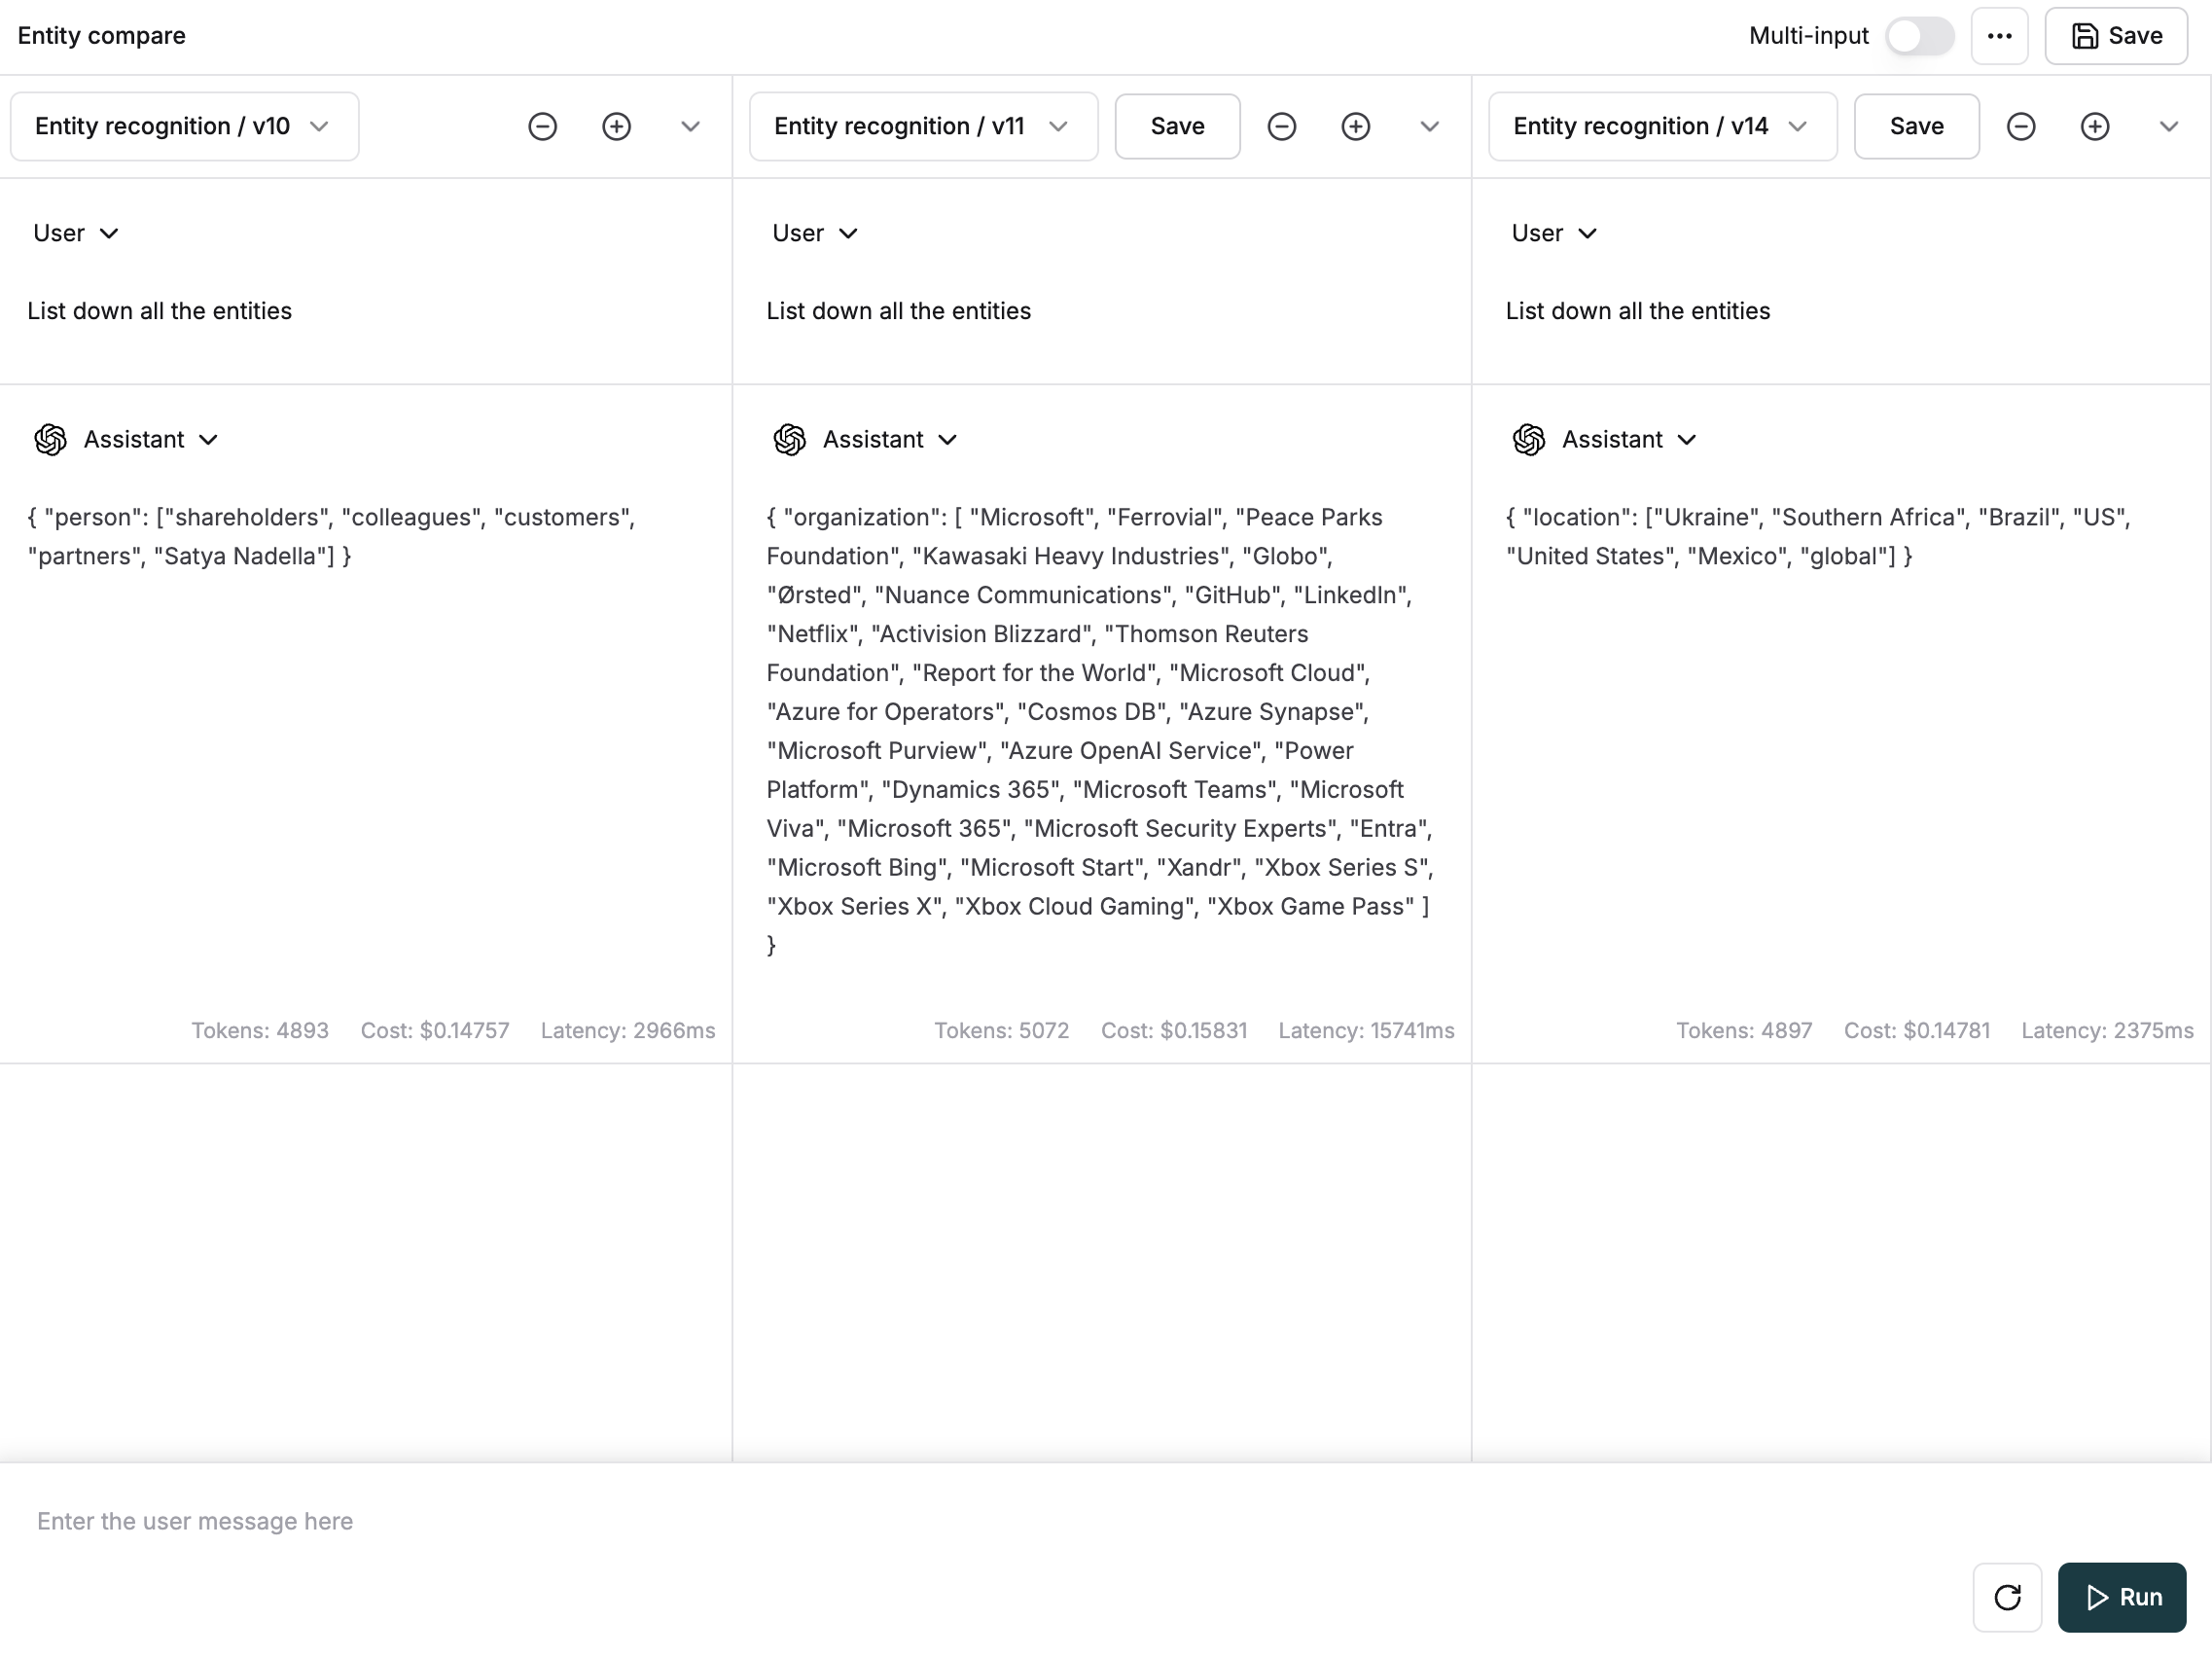 Entity compare
Multi-input
Save
Entity recognition / v10
Entity recognition / v11
Save
Entity recognition / v14
Save
User
List down all the entities
User
List down all the entities
User
List down all the entities
Assistant
{ "person": ["shareholders", "colleagues", "customers",
"partners", "Satya Nadella"] }
Tokens: 4893 Cost: $0.14757 Latency: 2966ms
Assistant
{ "organization": [ "Microsoft", "Ferrovial", "Peace Parks
Foundation", "Kawasaki Heavy Industries", "Globo",
"Ørsted", "Nuance Communications", "GitHub", "LinkedIn",
"Netflix", "Activision Blizzard", "Thomson Reuters
Foundation", "Report for the World", "Microsoft Cloud",
"Azure for Operators", "Cosmos DB", "Azure Synapse",
"Microsoft Purview", "Azure OpenAI Service", "Power
Platform", "Dynamics 365", "Microsoft Teams", "Microsoft
Viva", "Microsoft 365", "Microsoft Security Experts", "Entra",
"Microsoft Bing", "Microsoft Start", "Xandr", "Xbox Series S",
"Xbox Series X", "Xbox Cloud Gaming", "Xbox Game Pass" ]
}
Tokens: 5072 Cost: $0.15831 Latency: 15741ms
Assistant
{ "location": ["Ukraine", "Southern Africa", "Brazil", "US",
"United States", "Mexico", "global"] }
Tokens: 4897 Cost: $0.14781 Latency: 2375ms
Enter the user message here
Run